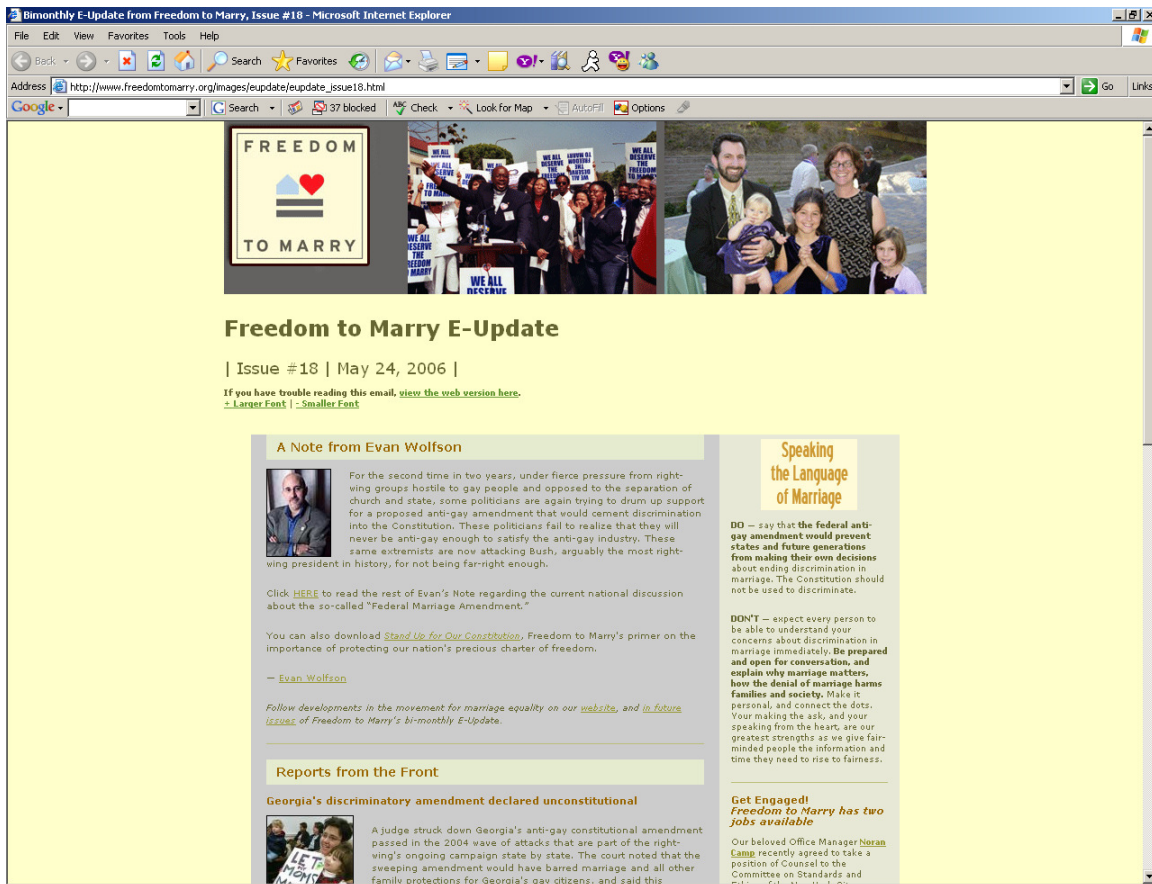 Bimonthly E-Update from Freedom to Marry, Issue #18 - Microsoft Internet Explorer
File Edit View Favorites Tools Help
Back Search Favorites
Address http://www.freedomtomarry.org/images/eupdate/eupdate_issue18.html Go Links
Google Search 37 blocked ABC Check Look for Map AutoFill Options
FREEDOM
TO MARRY
WE ALL
DESERVE
THE
FREEDOM
TO MARRY
WE ALL
DESERVE
THE
FREEDOM
TO MARRY
WE ALL
DESERVE
THE
FREEDOM
TO MARRY
WE ALL
DESERVE
Freedom to Marry E-Update
| Issue #18 | May 24, 2006 |
If you have trouble reading this email, view the web version here.
+ Larger Font | - Smaller Font
A Note from Evan Wolfson
For the second time in two years, under fierce pressure from right-
wing groups hostile to gay people and opposed to the separation of
church and state, some politicians are again trying to drum up support
for a proposed anti-gay amendment that would cement discrimination
into the Constitution. These politicians fail to realize that they will
never be anti-gay enough to satisfy the anti-gay industry. These
same extremists are now attacking Bush, arguably the most right-
wing president in history, for not being far-right enough.
Click HERE to read the rest of Evan's Note regarding the current national discussion
about the so-called "Federal Marriage Amendment."
You can also download Stand Up for Our Constitution, Freedom to Marry's primer on the
importance of protecting our nation's precious charter of freedom.
— Evan Wolfson
Follow developments in the movement for marriage equality on our website, and in future
issues of Freedom to Marry's bi-monthly E-Update.
Reports from the Front
Georgia's discriminatory amendment declared unconstitutional
LET
MOMS
A judge struck down Georgia's anti-gay constitutional amendment
passed in the 2004 wave of attacks that are part of the right-
wing's ongoing campaign state by state. The court noted that the
sweeping amendment would have barred marriage and all other
family protections for Georgia's gay citizens, and said this
Speaking
the Language
of Marriage
DO — say that the federal anti-
gay amendment would prevent
states and future generations
from making their own decisions
about ending discrimination in
marriage. The Constitution should
not be used to discriminate.
DON'T — expect every person to
be able to understand your
concerns about discrimination in
marriage immediately. Be prepared
and open for conversation, and
explain why marriage matters,
how the denial of marriage harms
families and society. Make it
personal, and connect the dots.
Your making the ask, and your
speaking from the heart, are our
greatest strengths as we give fair-
minded people the information and
time they need to rise to fairness.
Get Engaged!
Freedom to Marry has two
jobs available
Our beloved Office Manager Noran
Camp recently agreed to take a
position of Counsel to the
Committee on Standards and